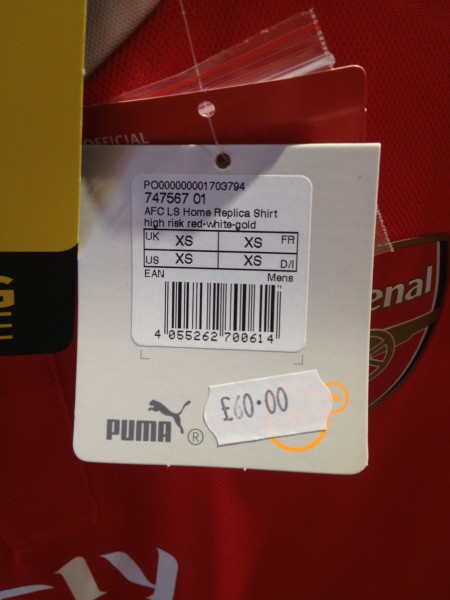 OFFICIAL
PO000000001703794
747567 01
AFC LS Home Replica Shirt
high risk red-white-gold
UK XS XS FR
US XS XS D/I
EAN Mens
4 055262 700614
enal
£60.00
PUMA ®
ly